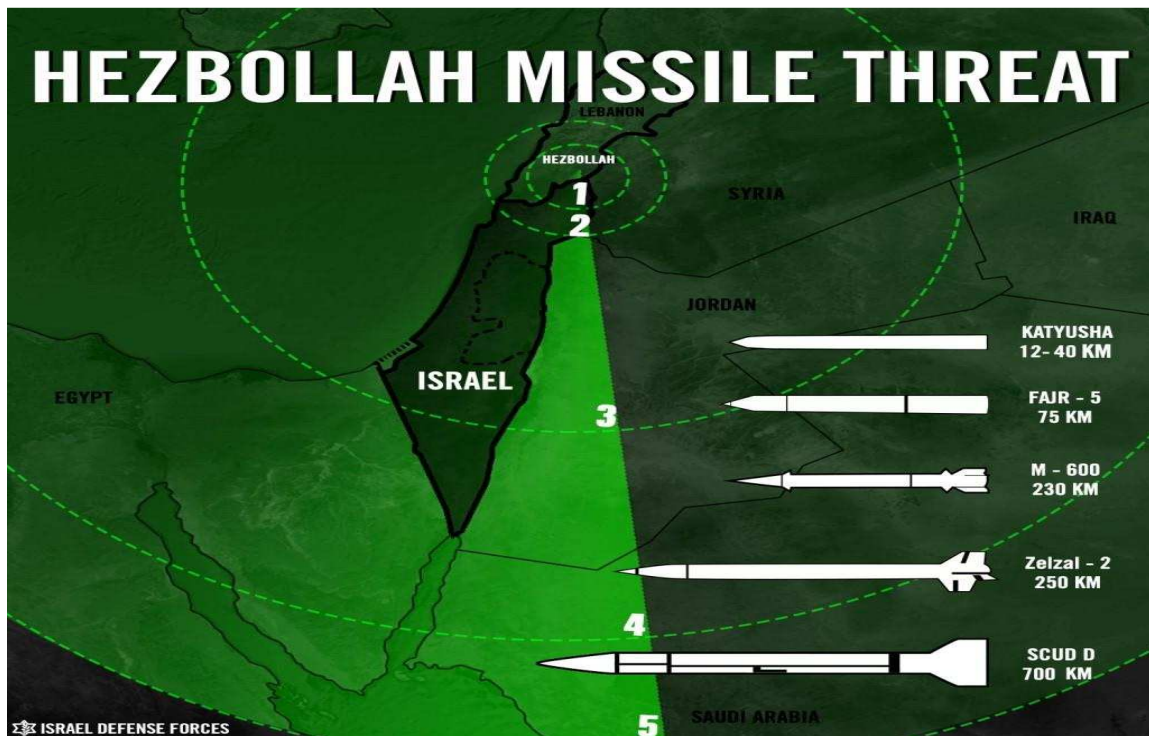 HEZBOLLAH MISSILE THREAT
LEBANON
HEZBOLLAH
1
SYRIA
2
IRAQ
JORDAN
KATYUSHA
12- 40 KM
ISRAEL
EGYPT
FAJR - 5
75 KM
3
M - 600
230 KM
Zelzal - 2
250 KM
4
SCUD D
700 KM
5
SAUDI ARABIA
ISRAEL DEFENSE FORCES